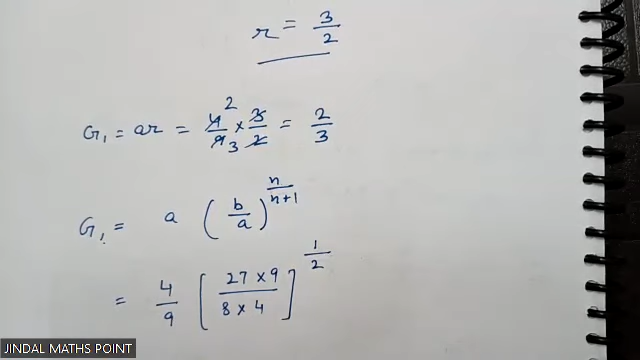 r = 3/2
G₁ = ar = 4/9 2 3 × 3/2 = 2/3
G₁ = a (b/a)^(n/(n+1))
= 4/9 [27×9 / 8×4]^(1/2)
JINDAL MATHS POINT